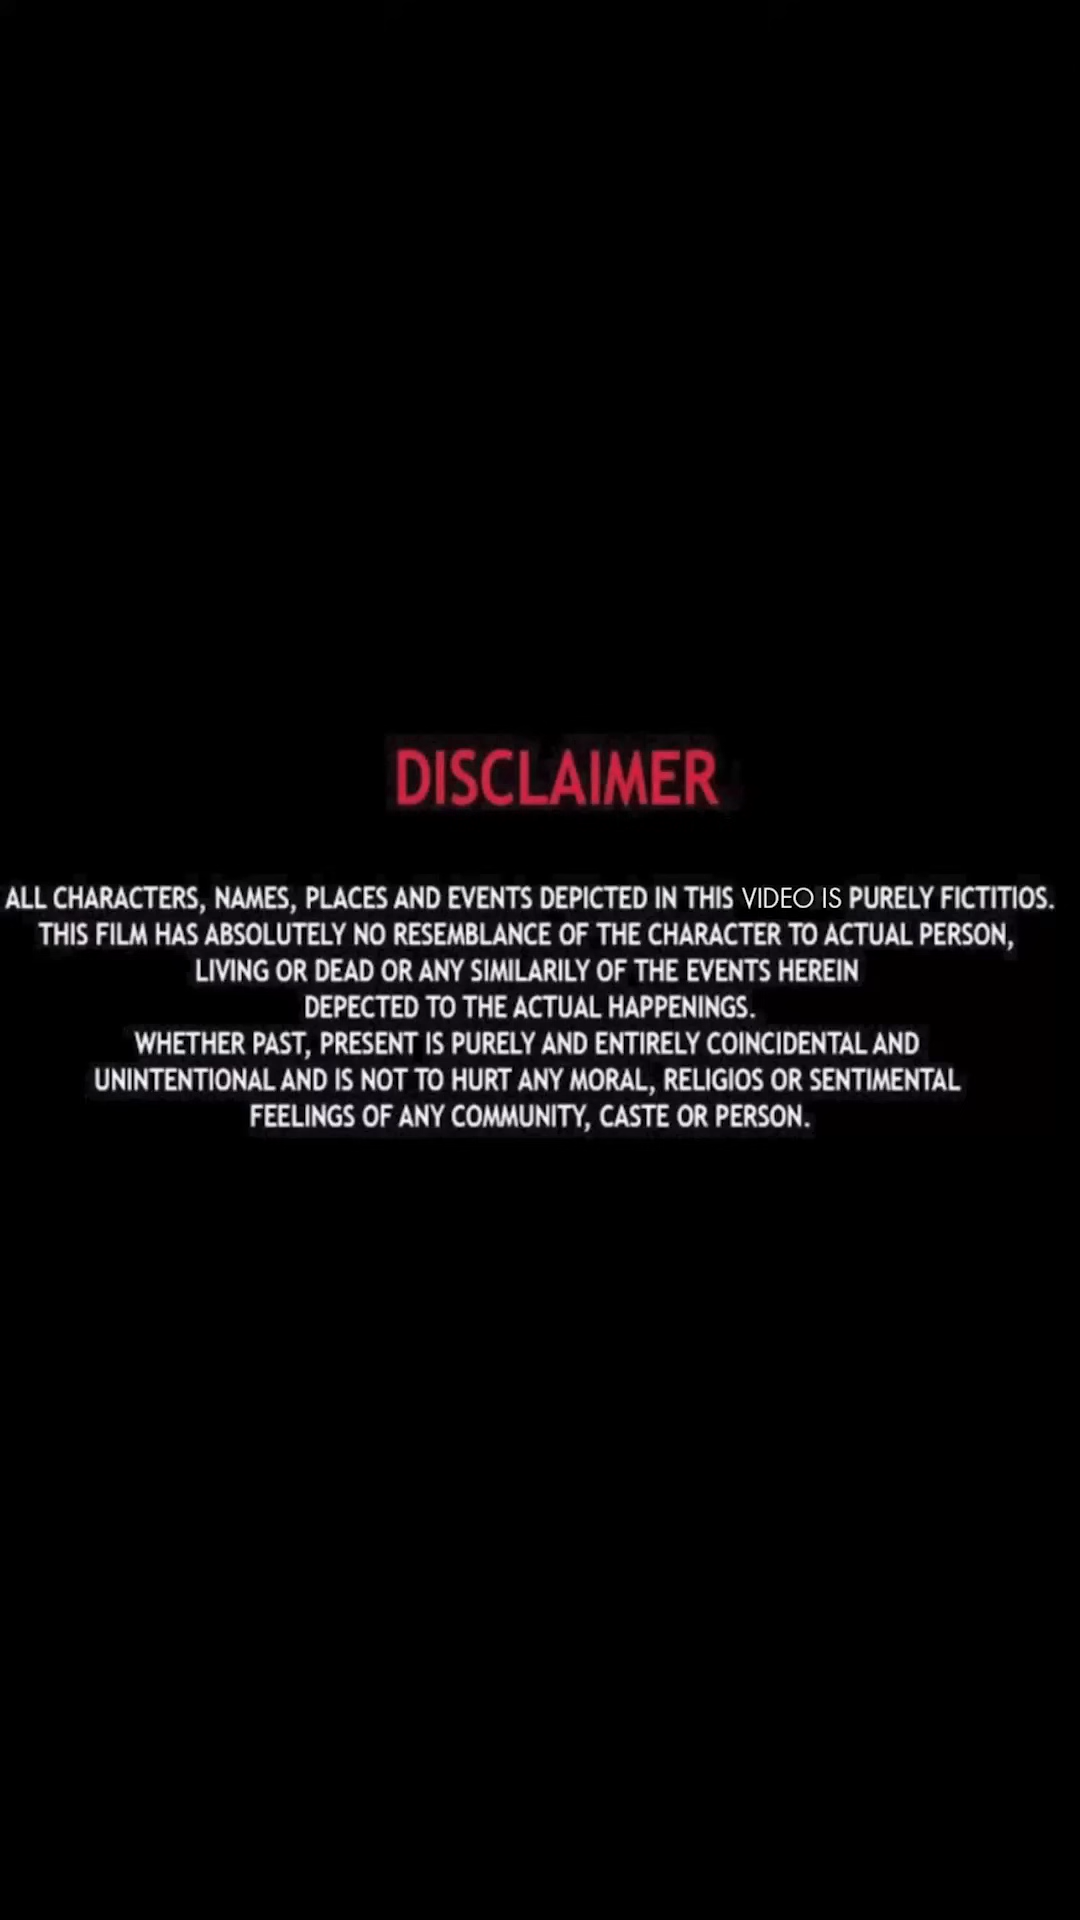 DISCLAIMER
ALL CHARACTERS, NAMES, PLACES AND EVENTS DEPICTED IN THIS VIDEO IS PURELY FICTITIOS.
THIS FILM HAS ABSOLUTELY NO RESEMBLANCE OF THE CHARACTER TO ACTUAL PERSON,
LIVING OR DEAD OR ANY SIMILARILY OF THE EVENTS HEREIN
DEPECTED TO THE ACTUAL HAPPENINGS.
WHETHER PAST, PRESENT IS PURELY AND ENTIRELY COINCIDENTAL AND
UNINTENTIONAL AND IS NOT TO HURT ANY MORAL, RELIGIOS OR SENTIMENTAL
FEELINGS OF ANY COMMUNITY, CASTE OR PERSON.